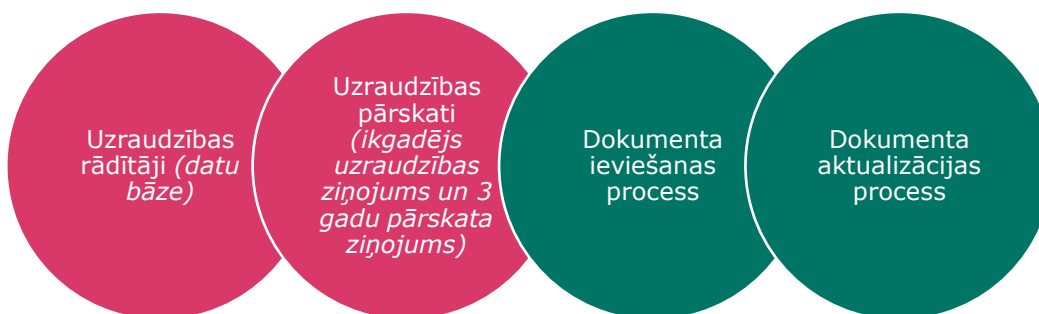 Uzraudzības
rādītāji (datu
bāze)
Uzraudzības
pārskati
(ikgadējs
uzraudzības
ziņojums un 3
gadu pārskata
ziņojums)
Dokumenta
ieviešanas
process
Dokumenta
aktualizācijas
process